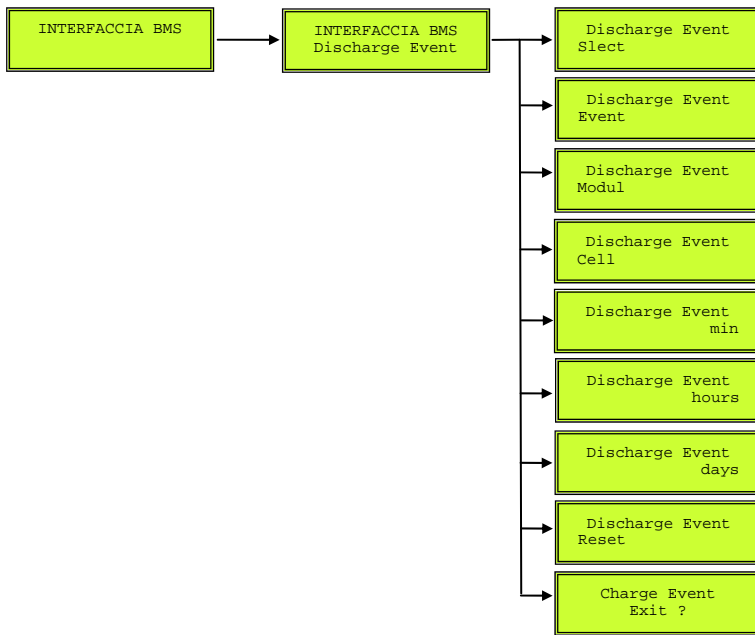 INTERFACCIA BMS
INTERFACCIA BMS
Discharge Event
Discharge Event
Slect
Discharge Event
Event
Discharge Event
Modul
Discharge Event
Cell
Discharge Event
min
Discharge Event
hours
Discharge Event
days
Discharge Event
Reset
Charge Event
Exit ?